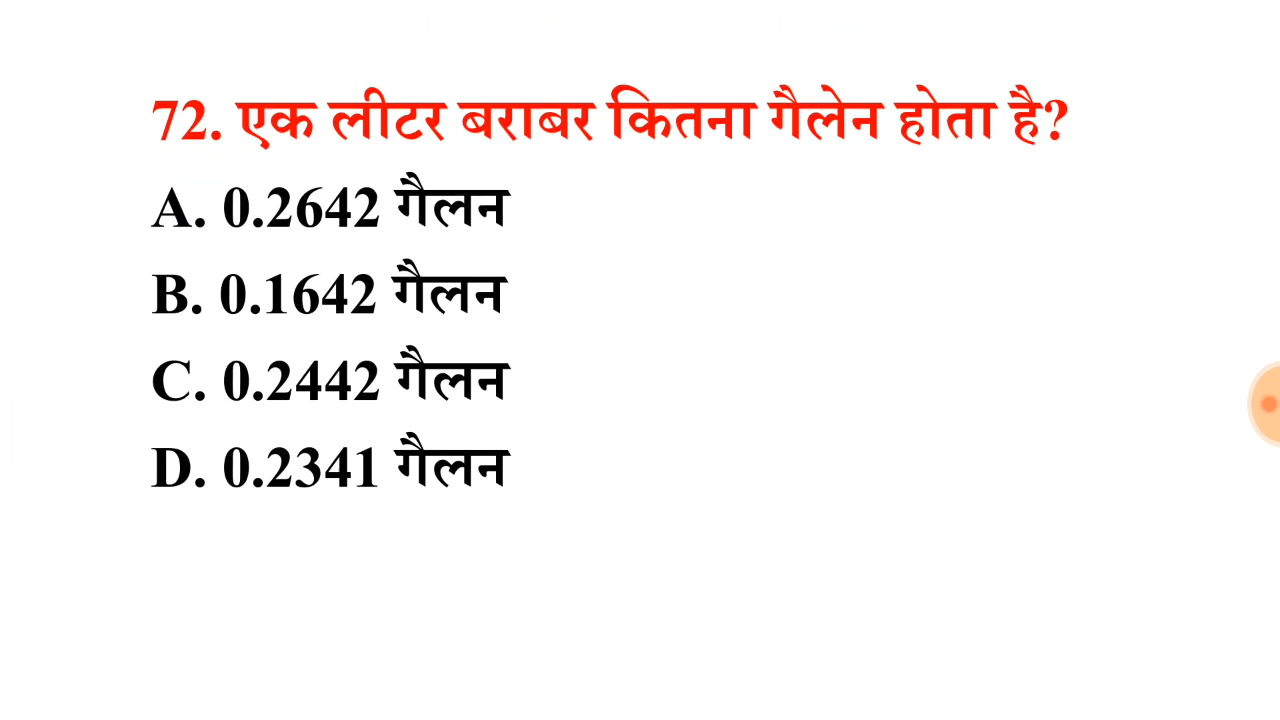 72. एक लीटर बराबर कितना गैलेन होता है?
A. 0.2642 गैलन
B. 0.1642 गैलन
C. 0.2442 गैलन
D. 0.2341 गैलन